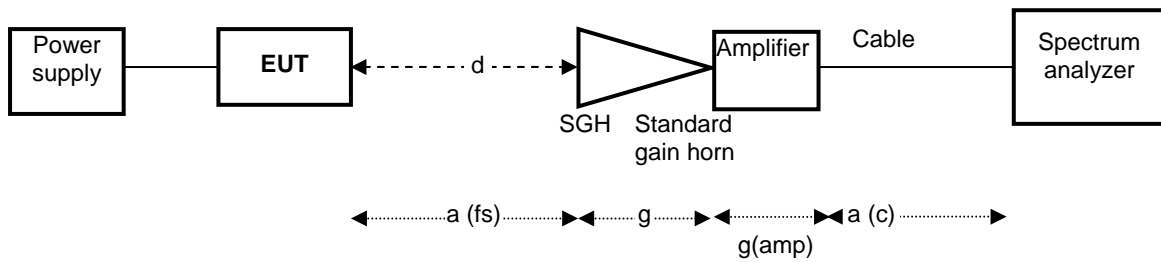 Power
supply
EUT
d
SGH
Standard
gain horn
Amplifier
Cable
Spectrum
analyzer
a (fs)
g
g(amp)
a (c)